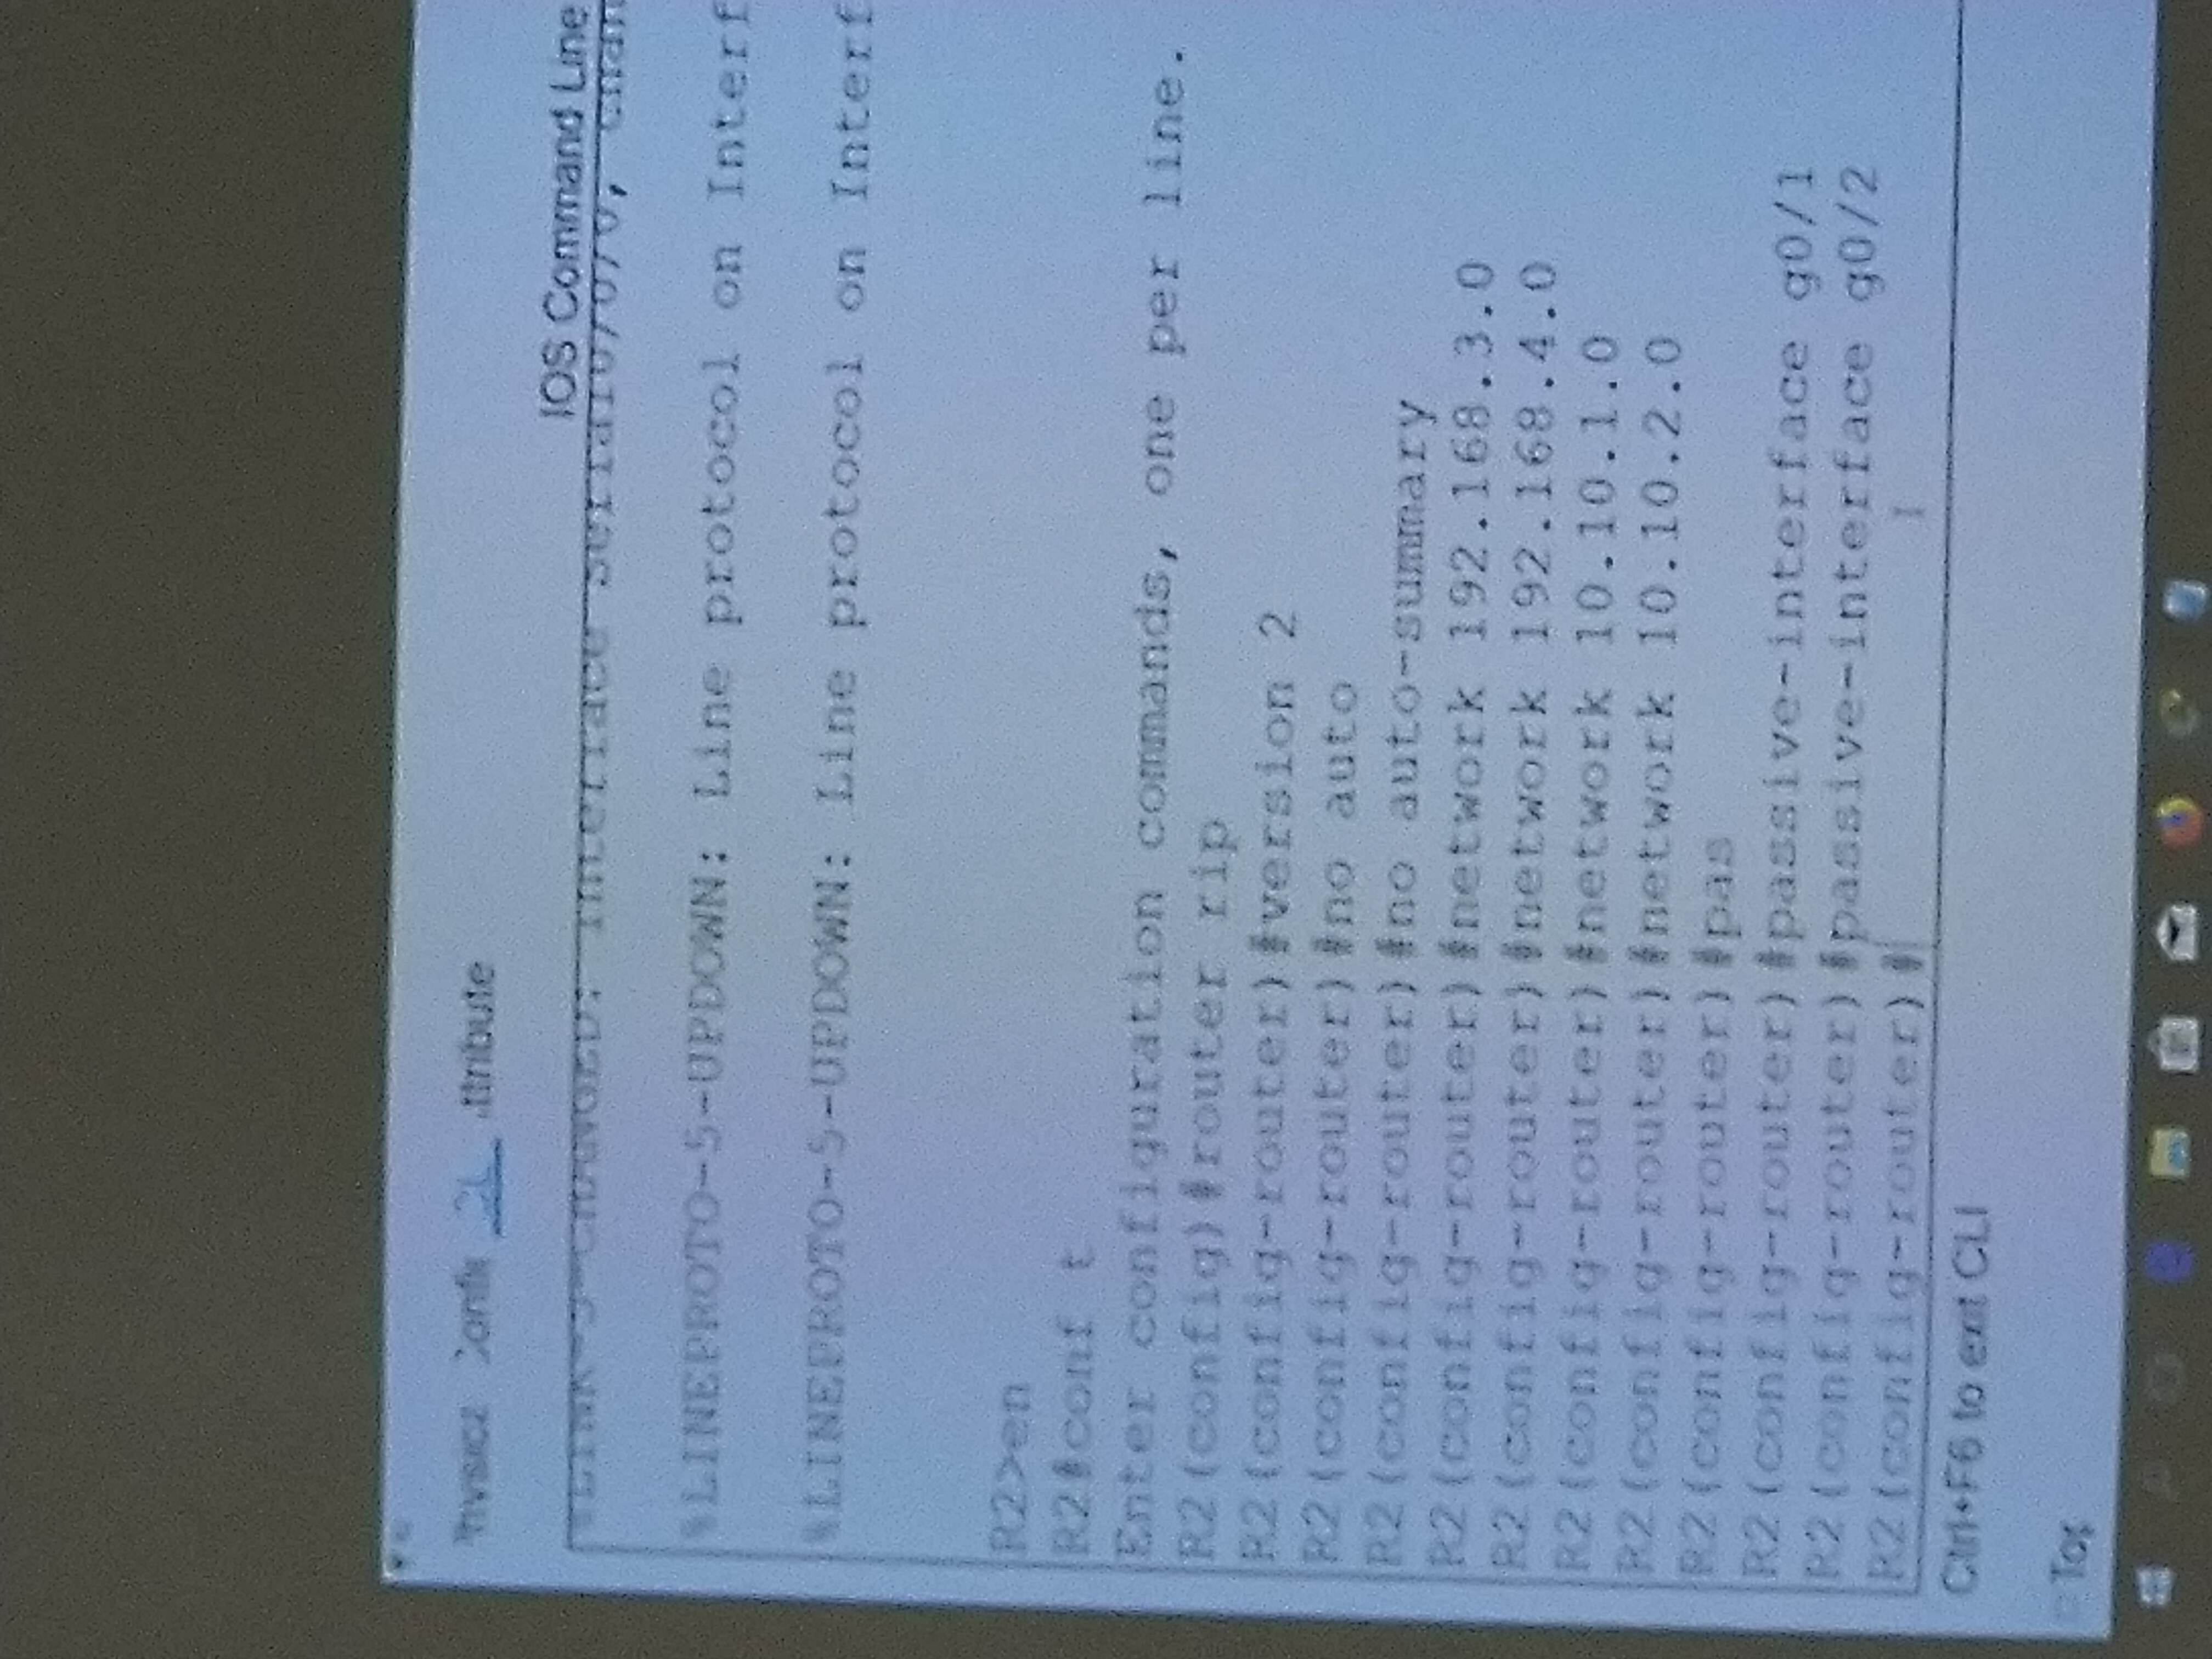 ttribute
IOS Command Line
%LINK-5-CHANGED: Interface Serial0/0/0, chan
%LINEPROTO-5-UPDOWN: Line protocol on Interf
%LINEPROTO-5-UPDOWN: Line protocol on Interf
R2>en
R2#conf t
Enter configuration commands, one per line.
R2(config)#router rip
R2(config-router)#version 2
R2(config-router)#no auto
R2(config-router)#no auto-summary
R2(config-router)#network 192.168.3.0
R2(config-router)#network 192.168.4.0
R2(config-router)#network 10.10.1.0
R2(config-router)#network 10.10.2.0
R2(config-router)#pas
R2(config-router)#passive-interface g0/1
R2(config-router)#passive-interface g0/2
R2(config-router)#
Ctrl+F6 to exit CLI
Top